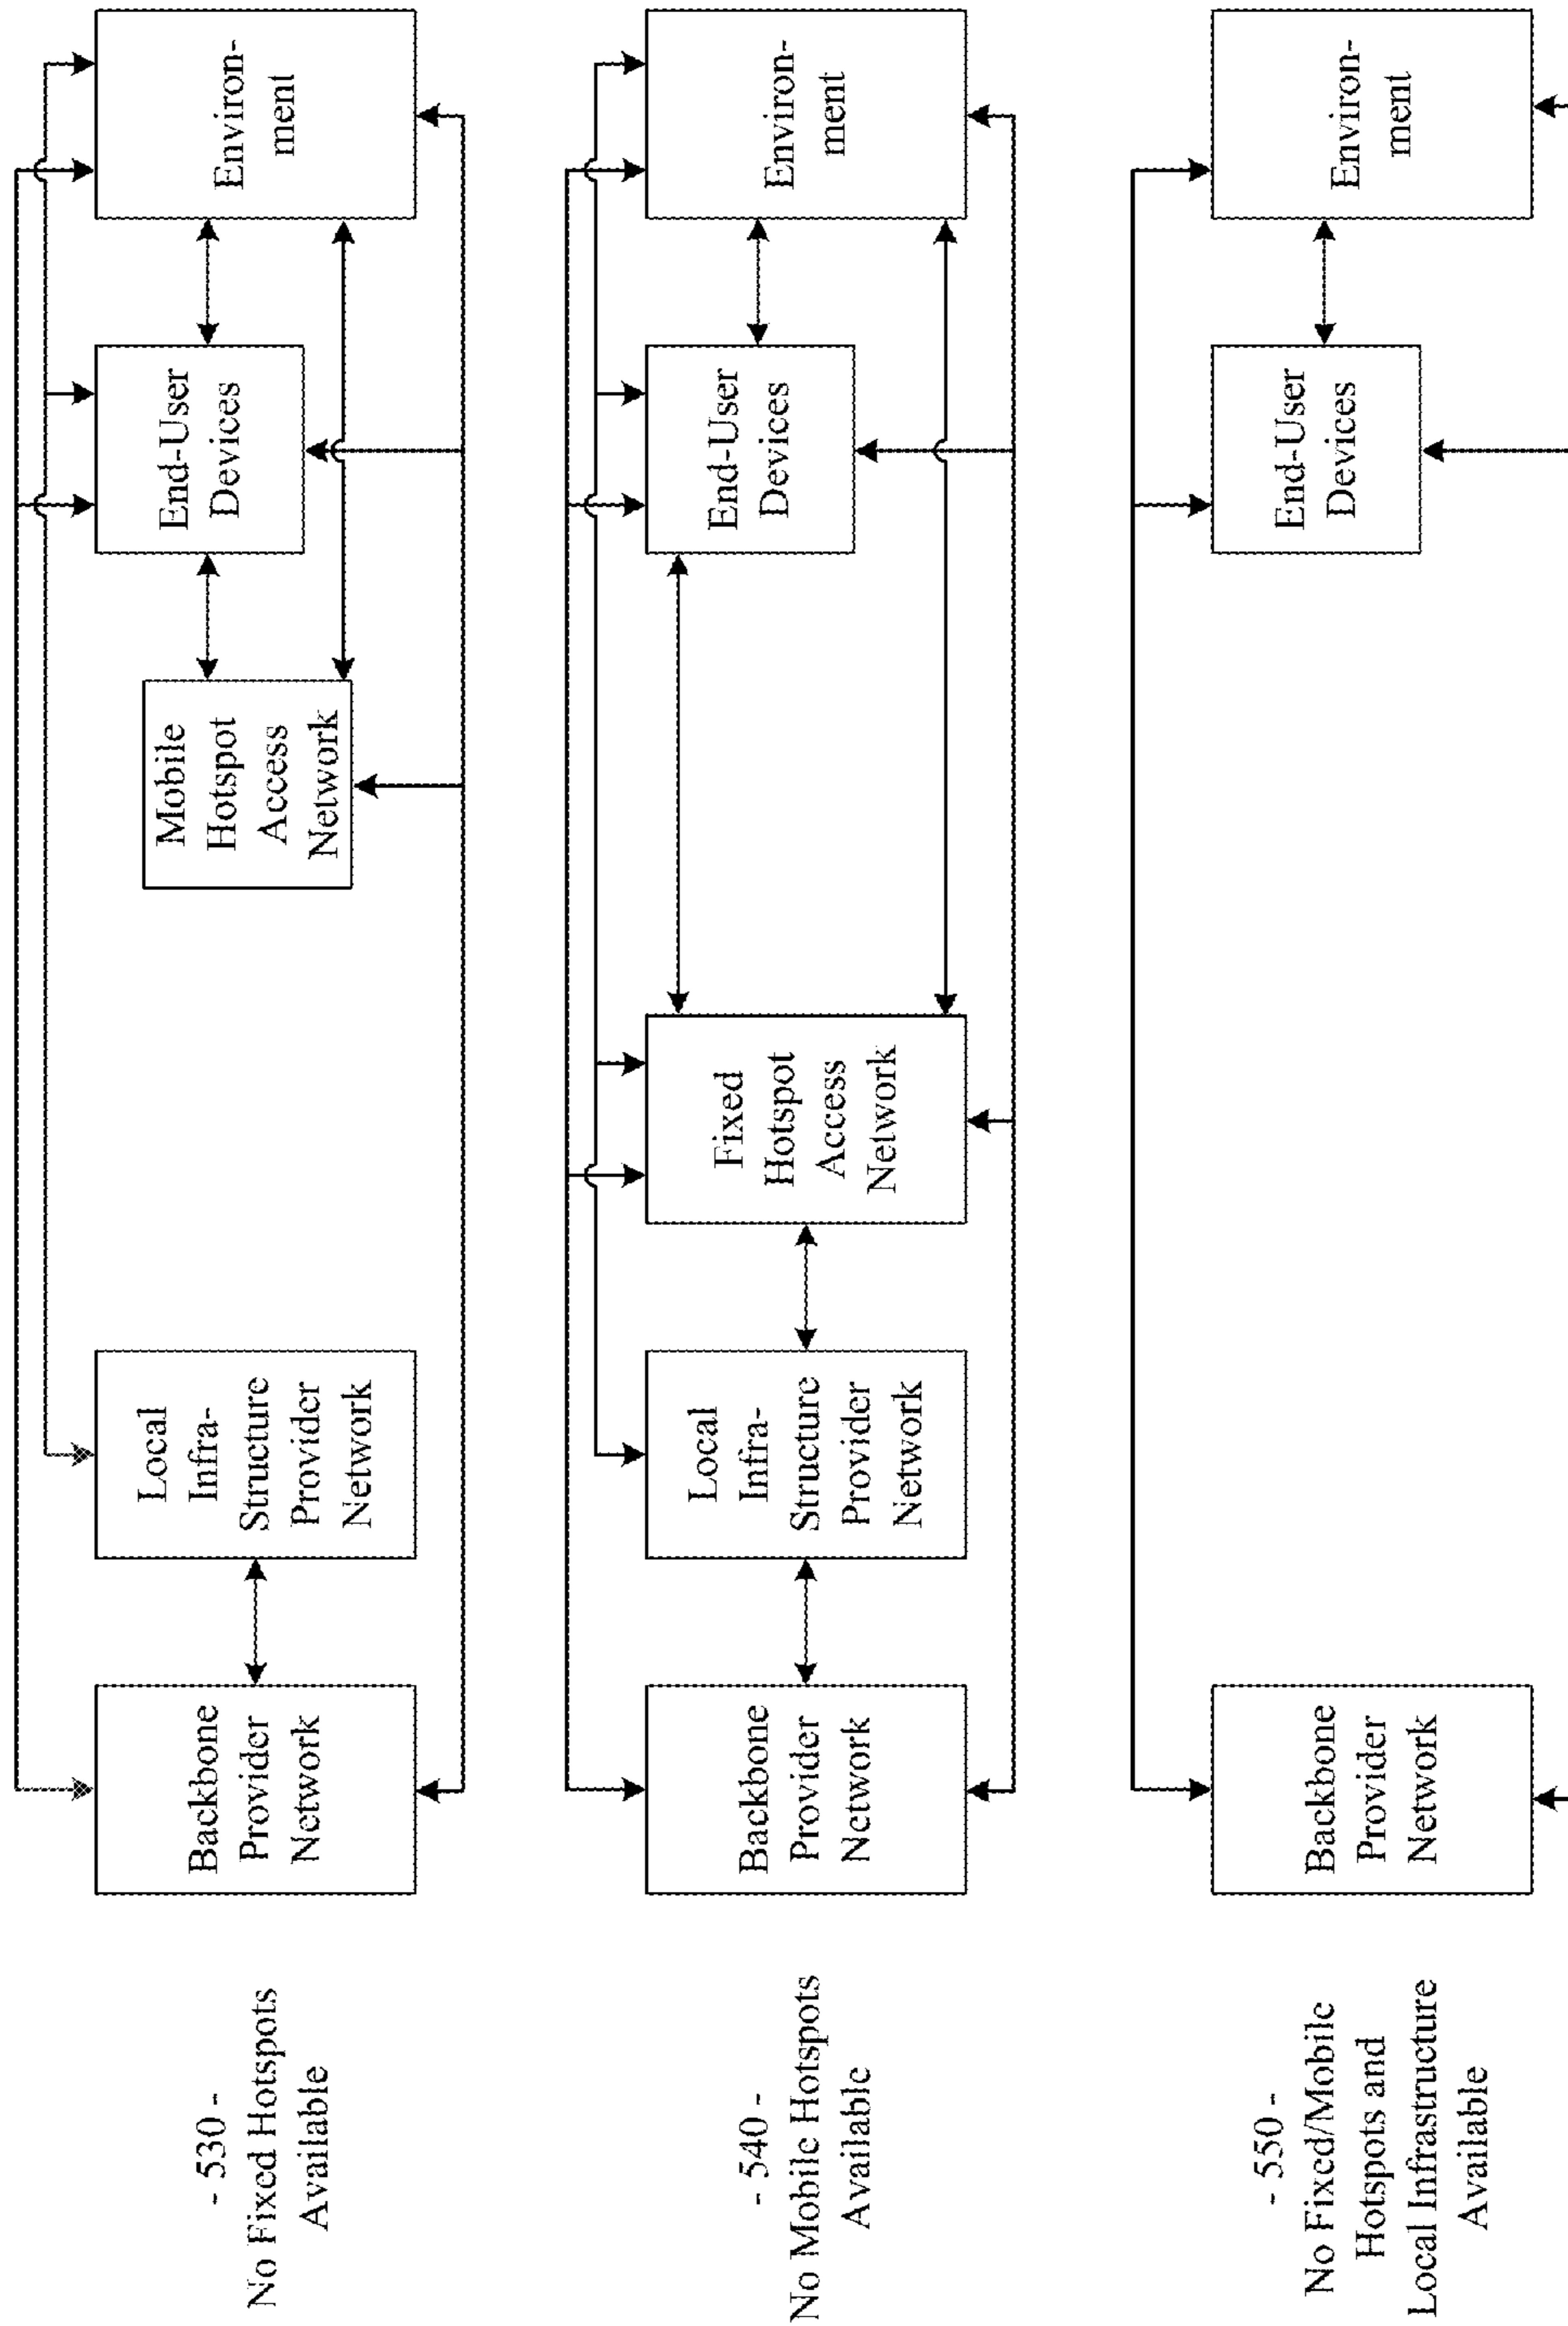 - 530 -
No Fixed Hotspots
Available
Backbone
Provider
Network
Local
Infra-
Structure
Provider
Network
Mobile
Hotspot
Access
Network
End-User
Devices
Environ-
ment
- 540 -
No Mobile Hotspots
Available
Backbone
Provider
Network
Local
Infra-
Structure
Provider
Network
Fixed
Hotspot
Access
Network
End-User
Devices
Environ-
ment
- 550 -
No Fixed/Mobile
Hotspots and
Local Infrastructure
Available
Backbone
Provider
Network
End-User
Devices
Environ-
ment